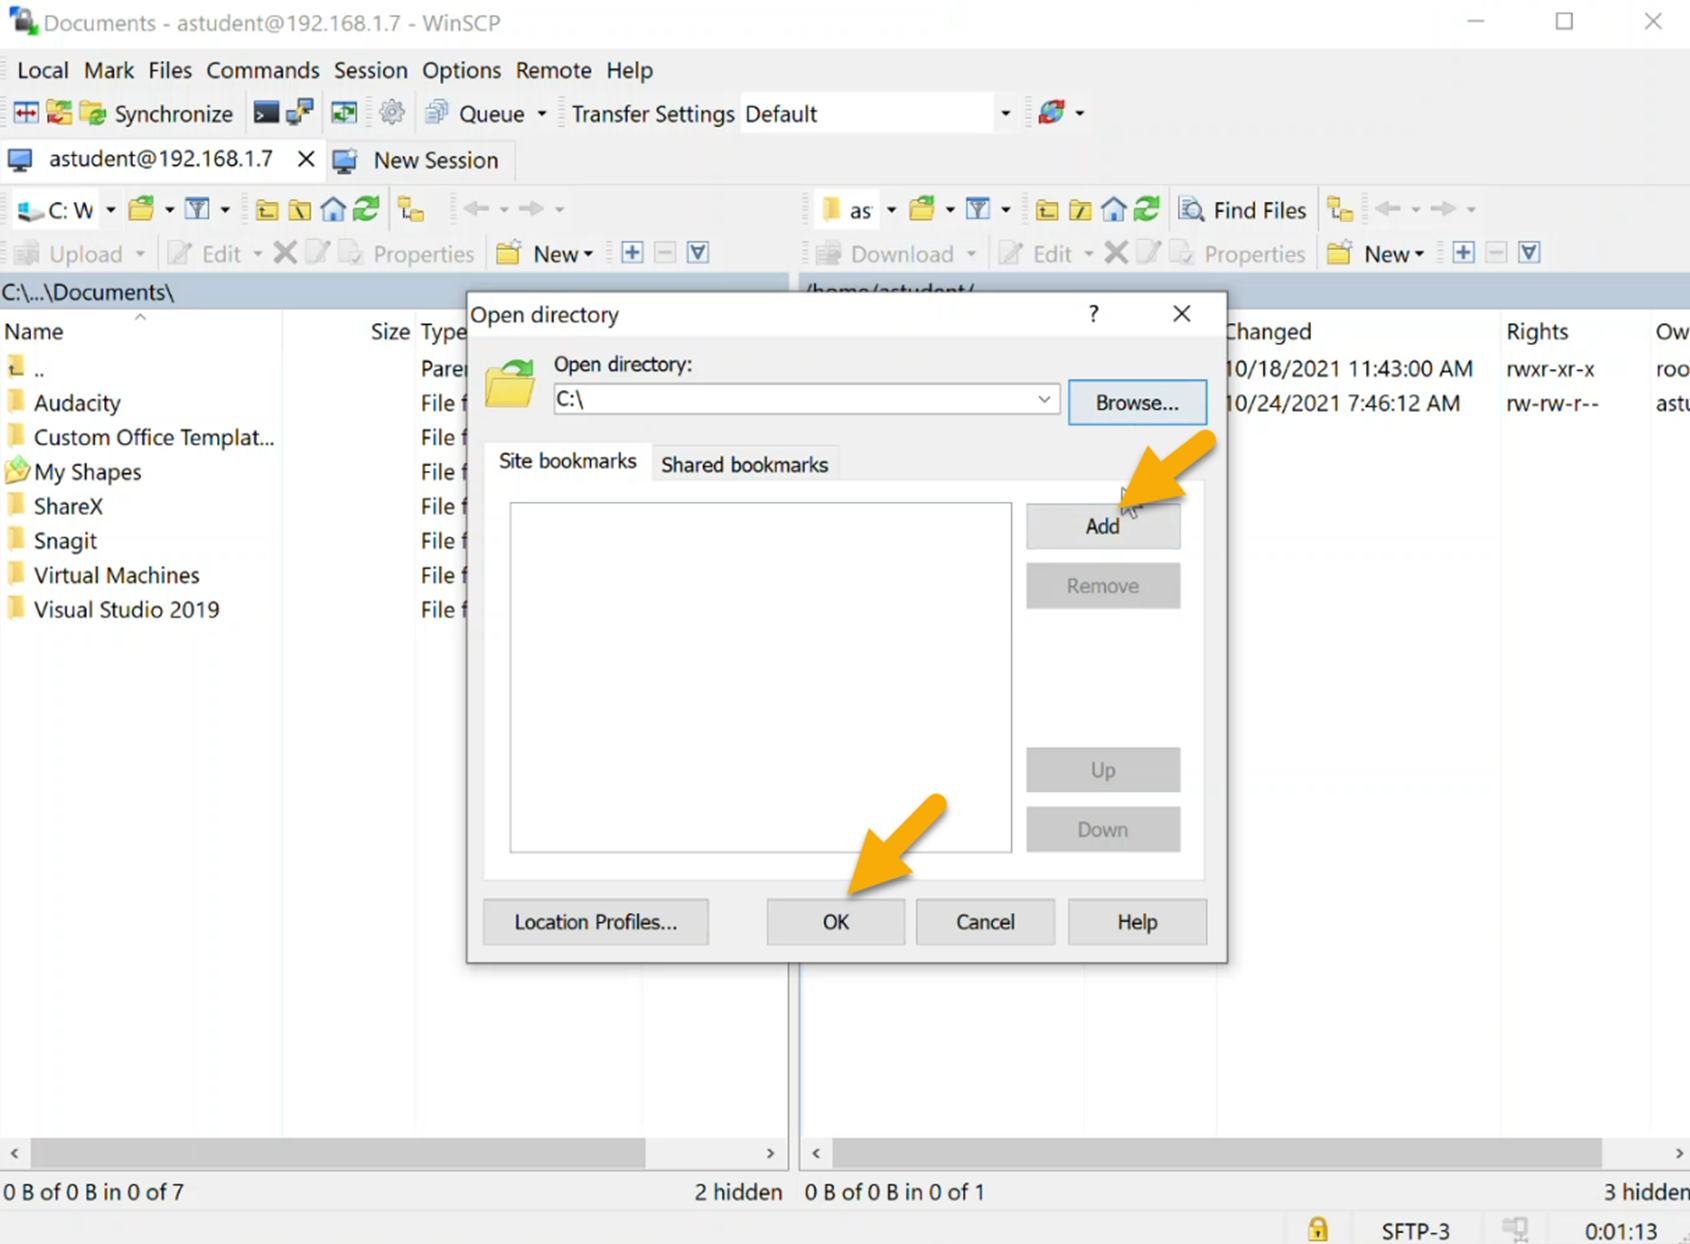 Documents - astudent@192.168.1.7 - WinSCP
Local Mark Files Commands Session Options Remote Help
Synchronize Queue Transfer Settings Default
astudent@192.168.1.7 New Session
C: W as Find Files
Upload Edit Properties New Download Edit Properties New
C:\...\Documents\ /home/astudent/
Open directory ?
Name Size Type Changed Rights Ow
Open directory:
.. Paren 10/18/2021 11:43:00 AM rwxr-xr-x roo
C:\ Browse...
Audacity File f 10/24/2021 7:46:12 AM rw-rw-r-- astu
Custom Office Templat... File f
Site bookmarks Shared bookmarks
My Shapes File f
ShareX File f
Add
Snagit File f
Virtual Machines File f
Remove
Visual Studio 2019 File f
Up
Down
Location Profiles... OK Cancel Help
0 B of 0 B in 0 of 7 2 hidden 0 B of 0 B in 0 of 1 3 hidden
SFTP-3 0:01:13